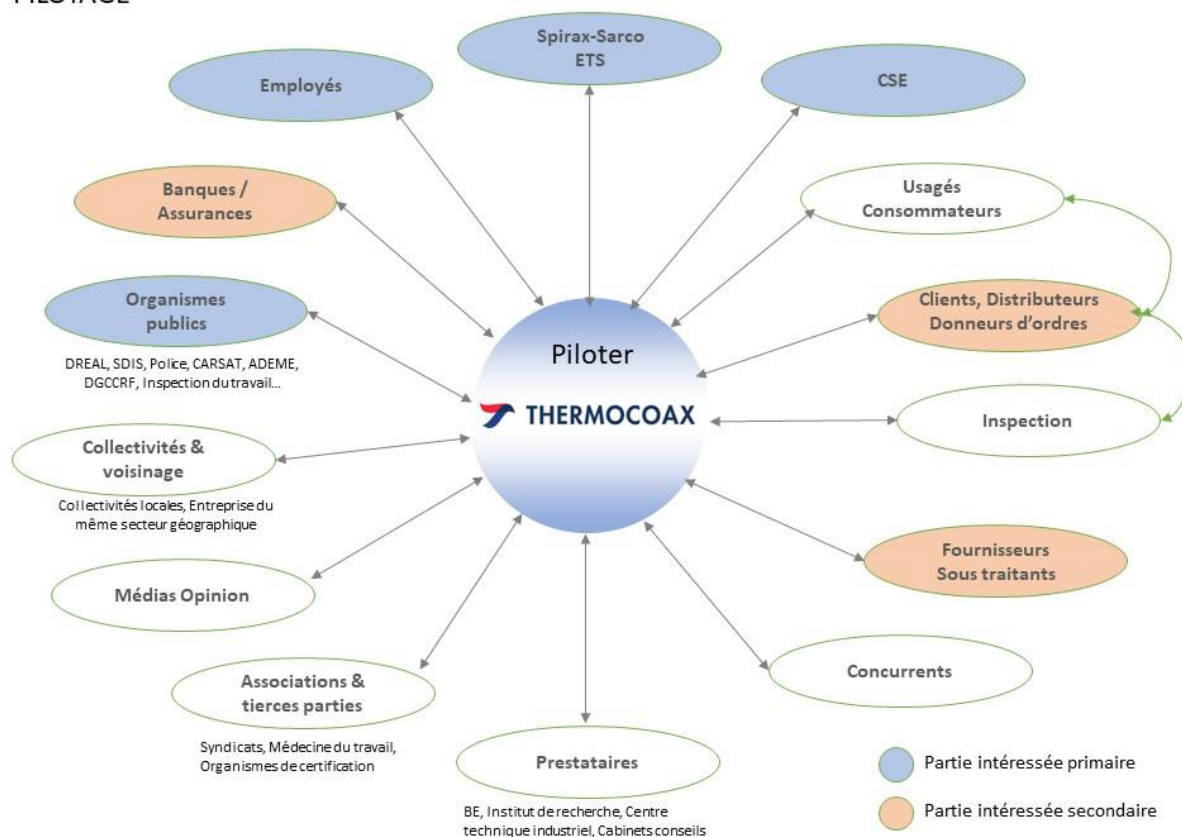 PILOTAGE
Spirax-Sarco
ETS
Employés
CSE
Banques /
Assurances
Usagés
Consommateurs
Organismes
publics
DREAL, SDIS, Police, CARSAT, ADEME,
DGCCRF, Inspection du travail...
Clients, Distributeurs
Donneurs d'ordres
Piloter
THERMOCOAX
Inspection
Collectivités &
voisinage
Collectivités locales, Entreprise du
même secteur géographique
Fournisseurs
Sous traitants
Médias Opinion
Concurrents
Associations &
tierces parties
Syndicats, Médecine du travail,
Organismes de certification
Prestataires
BE, Institut de recherche, Centre
technique industriel, Cabinets conseils
Partie intéressée primaire
Partie intéressée secondaire